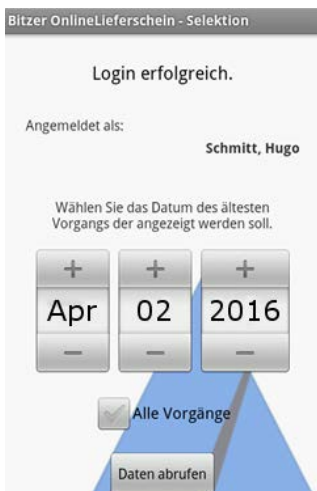 Bitzer OnlineLieferschein - Selektion
Login erfolgreich.
Angemeldet als:
Schmitt, Hugo
Wählen Sie das Datum des ältesten
Vorgangs der angezeigt werden soll.
+ + +
Apr 02 2016
− − −
Alle Vorgänge
Daten abrufen